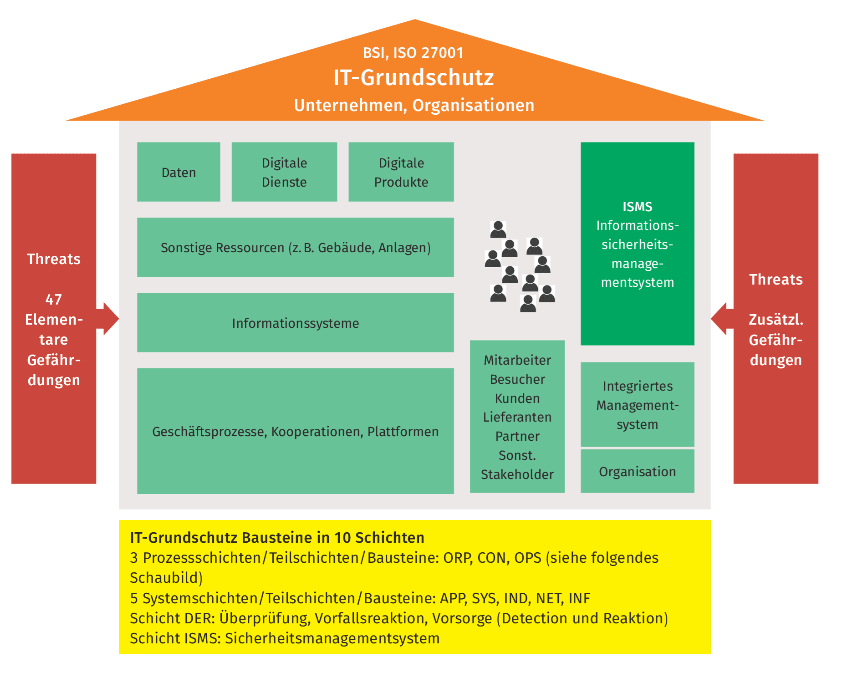 BSI, ISO 27001
IT-Grundschutz
Unternehmen, Organisationen
Threats
47
Elemen-
tare
Gefähr-
dungen
Daten
Digitale
Dienste
Digitale
Produkte
Sonstige Ressourcen (z. B. Gebäude, Anlagen)
Informationssysteme
Geschäftsprozesse, Kooperationen, Plattformen
Mitarbeiter
Besucher
Kunden
Lieferanten
Partner
Sonst.
Stakeholder
ISMS
Informations-
sicherheits-
manage-
mentsystem
Integriertes
Management-
system
Organisation
Threats
Zusätzl.
Gefähr-
dungen
IT-Grundschutz Bausteine in 10 Schichten
3 Prozessschichten/Teilschichten/Bausteine: ORP, CON, OPS (siehe folgendes
Schaubild)
5 Systemschichten/Teilschichten/Bausteine: APP, SYS, IND, NET, INF
Schicht DER: Überprüfung, Vorfallsreaktion, Vorsorge (Detection und Reaktion)
Schicht ISMS: Sicherheitsmanagementsystem